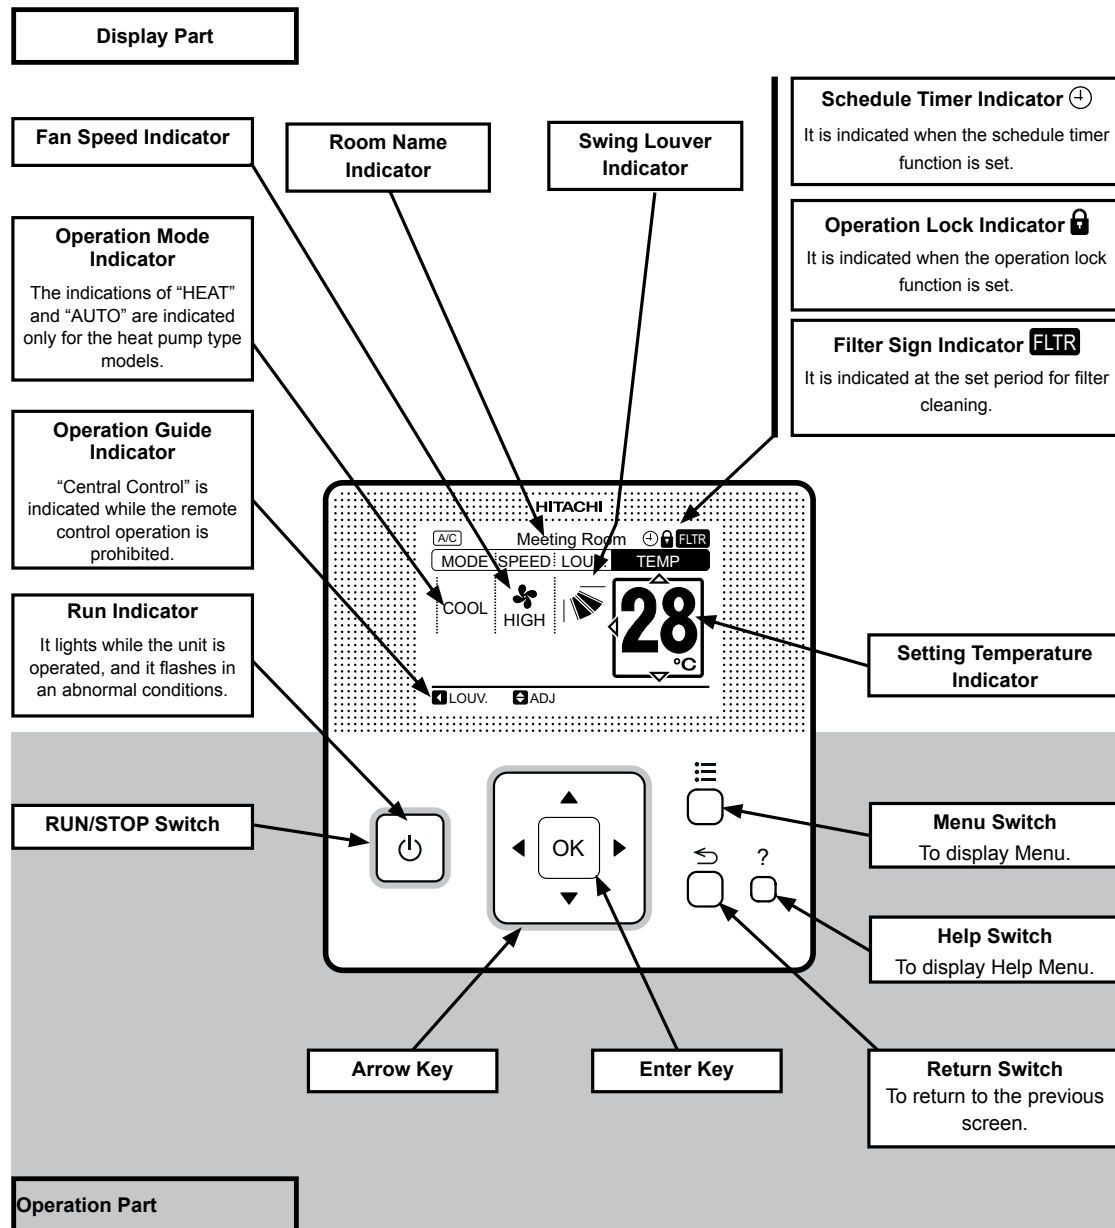 Display Part
Fan Speed Indicator
Room Name
Indicator
Swing Louver
Indicator
Schedule Timer Indicator
It is indicated when the schedule timer
function is set.
Operation Mode
Indicator
The indications of “HEAT”
and “AUTO” are indicated
only for the heat pump type
models.
Operation Lock Indicator
It is indicated when the operation lock
function is set.
Filter Sign Indicator FLTR
It is indicated at the set period for filter
cleaning.
Operation Guide
Indicator
“Central Control” is
indicated while the remote
control operation is
prohibited.
Run Indicator
It lights while the unit is
operated, and it flashes in
an abnormal conditions.
HITACHI
A/C Meeting Room FLTR
MODE SPEED LOUV. TEMP
COOL HIGH 28 °C
LOUV. ADJ
Setting Temperature
Indicator
RUN/STOP Switch
OK
?
Menu Switch
To display Menu.
Help Switch
To display Help Menu.
Arrow Key
Enter Key
Return Switch
To return to the previous
screen.
Operation Part